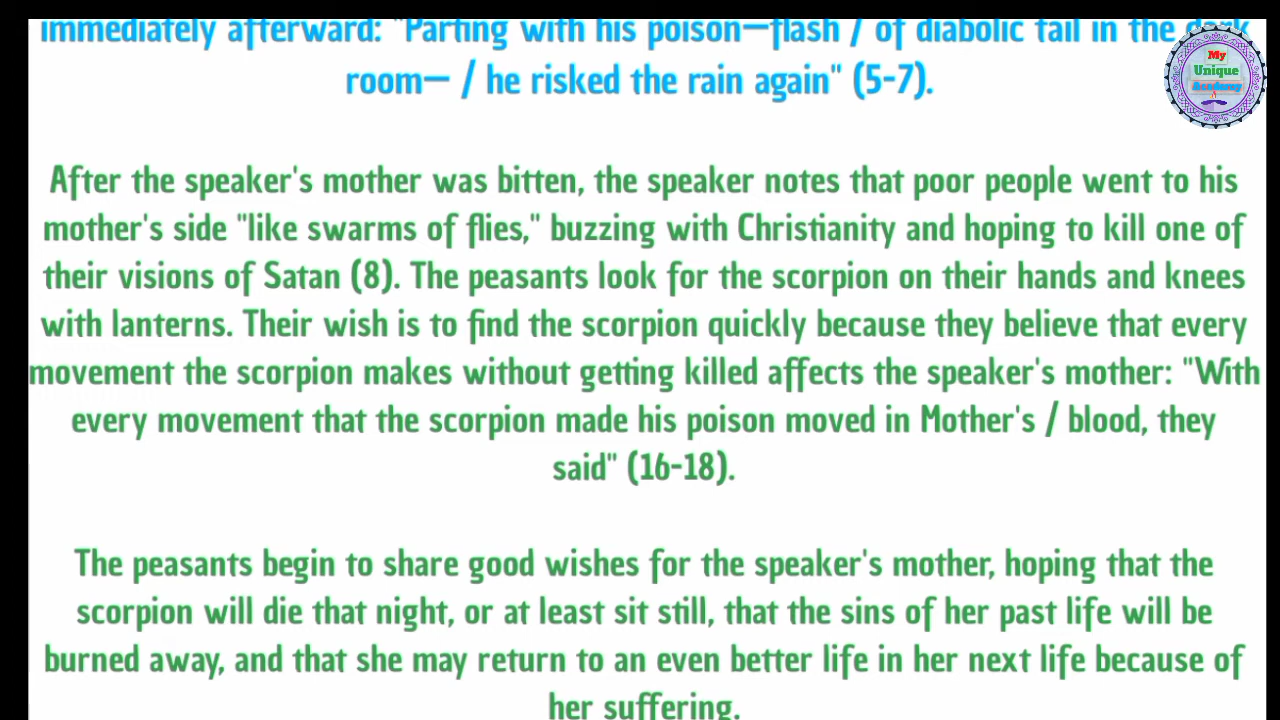 immediately afterward: "Parting with his poison—flash / of diabolic tail in the dark
room— / he risked the rain again" (5-7).
My
Unique
Academy
After the speaker's mother was bitten, the speaker notes that poor people went to his
mother's side "like swarms of flies," buzzing with Christianity and hoping to kill one of
their visions of Satan (8). The peasants look for the scorpion on their hands and knees
with lanterns. Their wish is to find the scorpion quickly because they believe that every
movement the scorpion makes without getting killed affects the speaker's mother: "With
every movement that the scorpion made his poison moved in Mother's / blood, they
said" (16-18).
The peasants begin to share good wishes for the speaker's mother, hoping that the
scorpion will die that night, or at least sit still, that the sins of her past life will be
burned away, and that she may return to an even better life in her next life because of
her suffering.